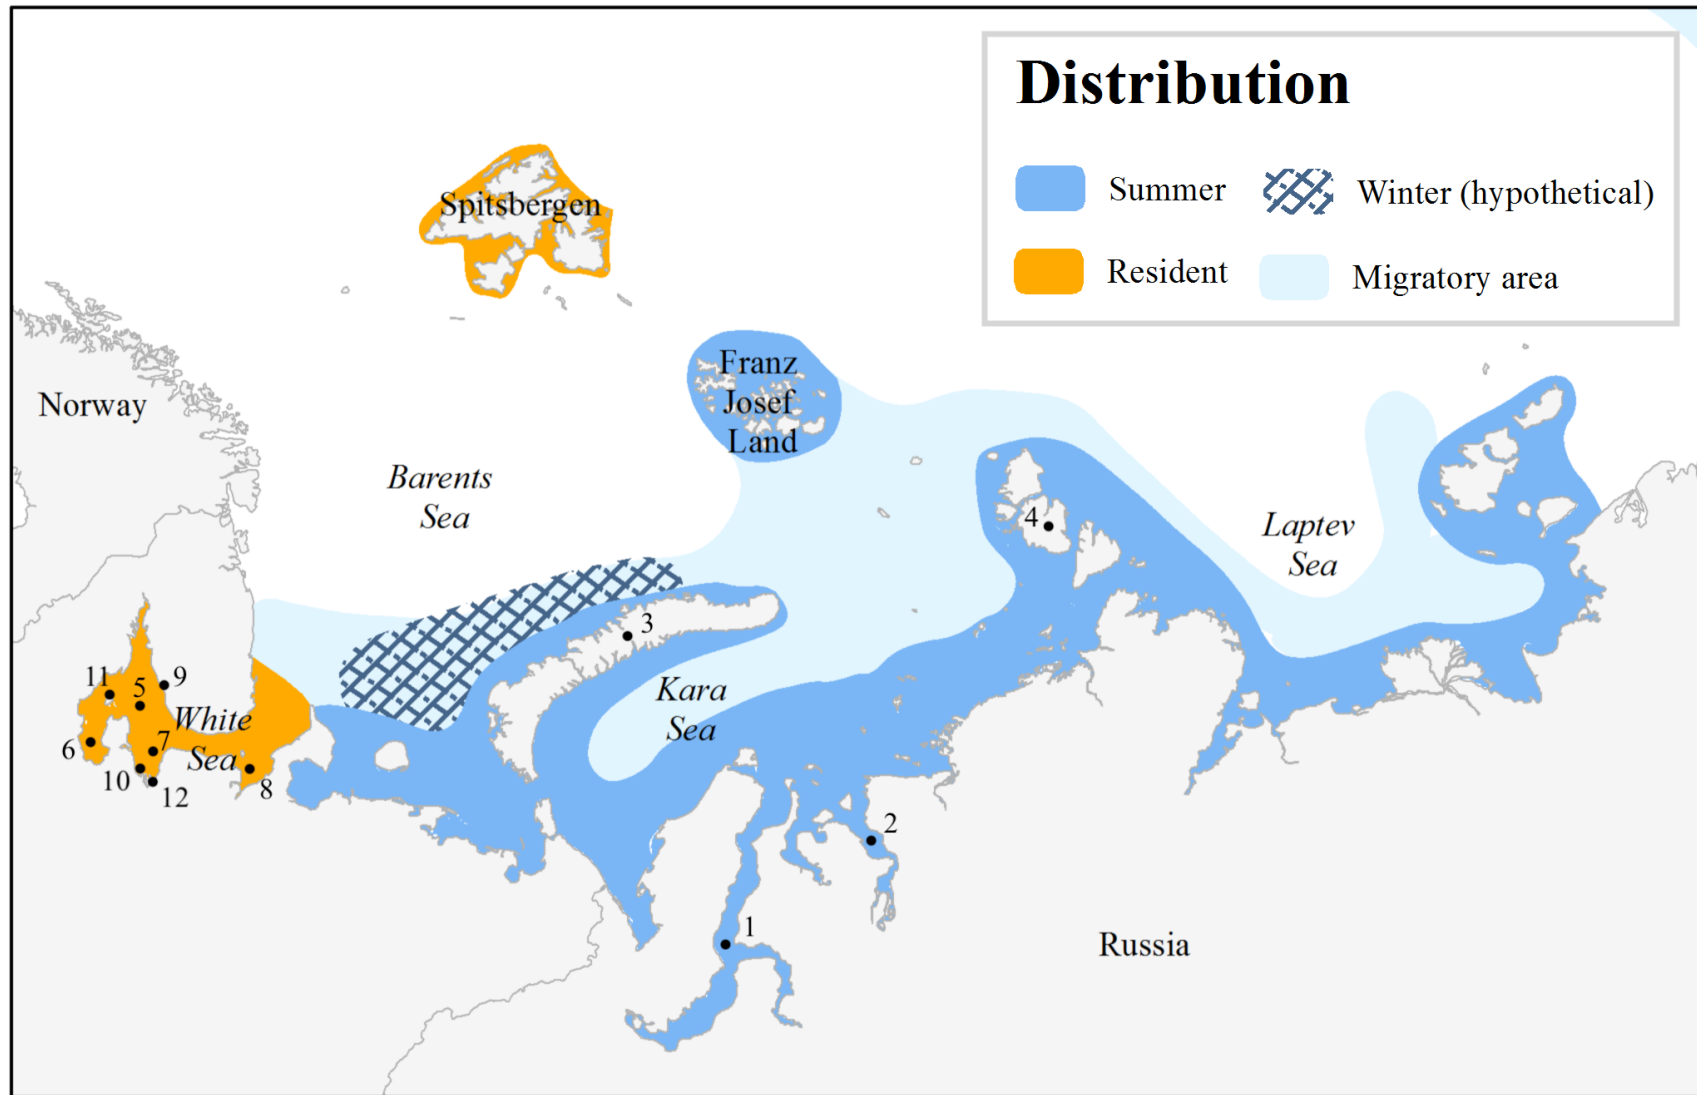 Distribution
Summer
Winter (hypothetical)
Resident
Migratory area
Spitsbergen
Franz
Josef
Land
Norway
Barents
Sea
Laptev
Sea
4
3
Kara
Sea
11
5
9
White
Sea
6
7
10
12
8
2
1
Russia